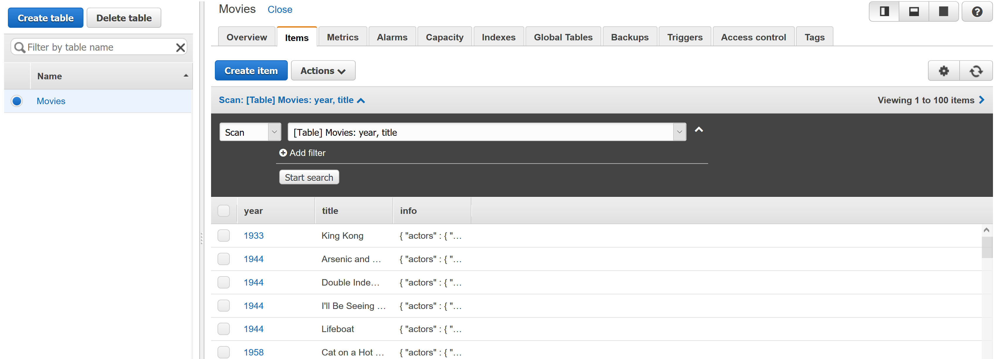 Create table
Delete table
Filter by table name
Name
Movies
Movies Close
Overview
Items
Metrics
Alarms
Capacity
Indexes
Global Tables
Backups
Triggers
Access control
Tags
Create item
Actions
Scan: [Table] Movies: year, title
Viewing 1 to 100 items
Scan
[Table] Movies: year, title
Add filter
Start search
year title info
1933 King Kong { "actors" : { "...
1944 Arsenic and ... { "actors" : { "...
1944 Double Inde... { "actors" : { "...
1944 I'll Be Seeing ... { "actors" : { "...
1944 Lifeboat { "actors" : { "...
1958 Cat on a Hot ... { "actors" : { "...